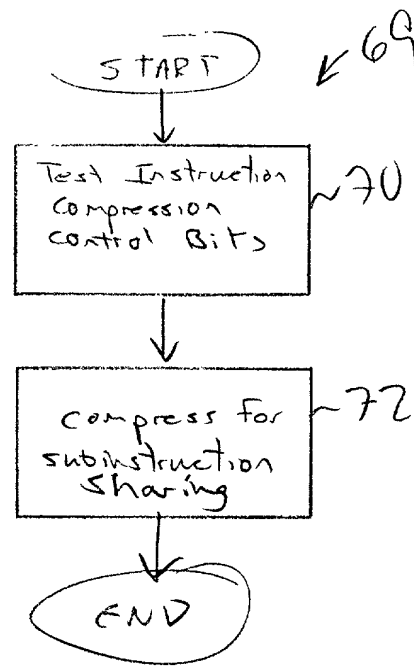 START
69
Test Instruction
Compression
Control Bits
70
Compress for
subinstruction
Sharing
72
END